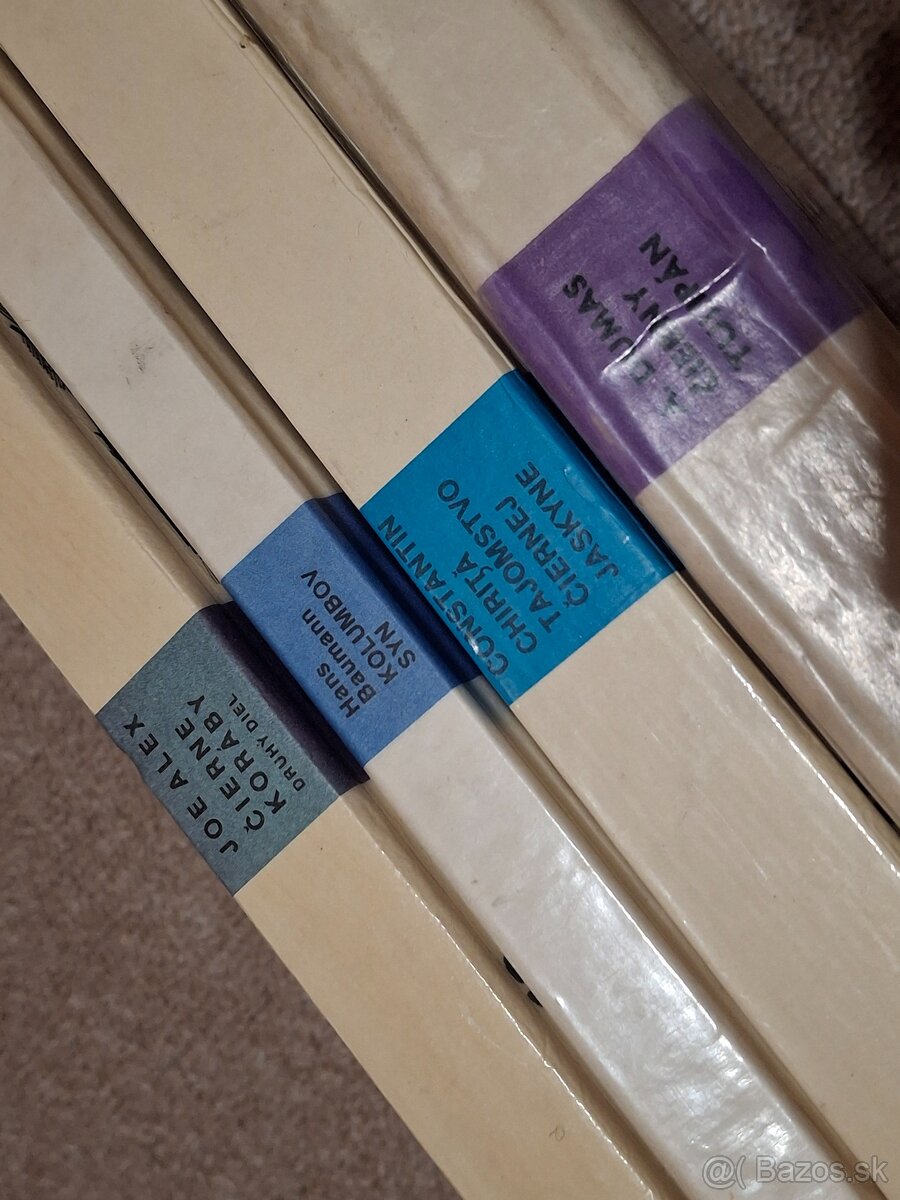 JOE ALEX
ČIERNE
KORÁBY
DRUHÝ DIEL
Hans
Baumann
SYN
KOLUMBOV
CONSTANTIN
CHIRIŢĂ
TAJOMSTVO
ČIERNEJ
JASKYNE
A. DUMAS
ČIERNY
TULIPÁN
@( Bazos.sk